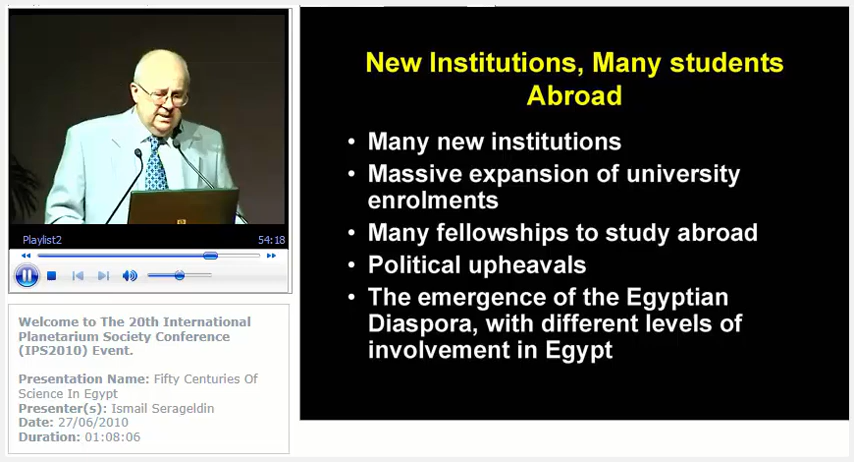 Playlist2
54:18
Welcome to The 20th International
Planetarium Society Conference
(IPS2010) Event.
Presentation Name: Fifty Centuries Of
Science In Egypt
Presenter(s): Ismail Serageldin
Date: 27/06/2010
Duration: 01:08:06
New Institutions, Many students
Abroad
• Many new institutions
• Massive expansion of university
enrolments
• Many fellowships to study abroad
• Political upheavals
• The emergence of the Egyptian
Diaspora, with different levels of
involvement in Egypt